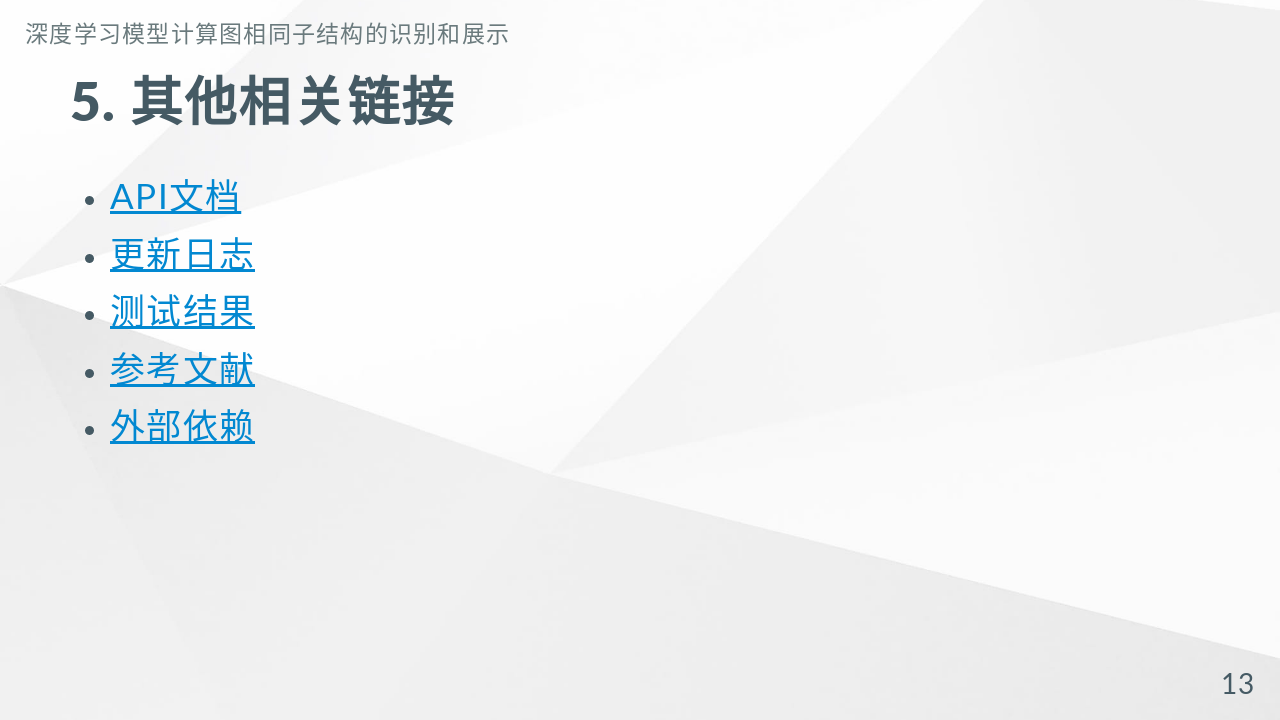 深度学习模型计算图相同子结构的识别和展示
5. 其他相关链接
• API文档
• 更新日志
• 测试结果
• 参考文献
• 外部依赖
13